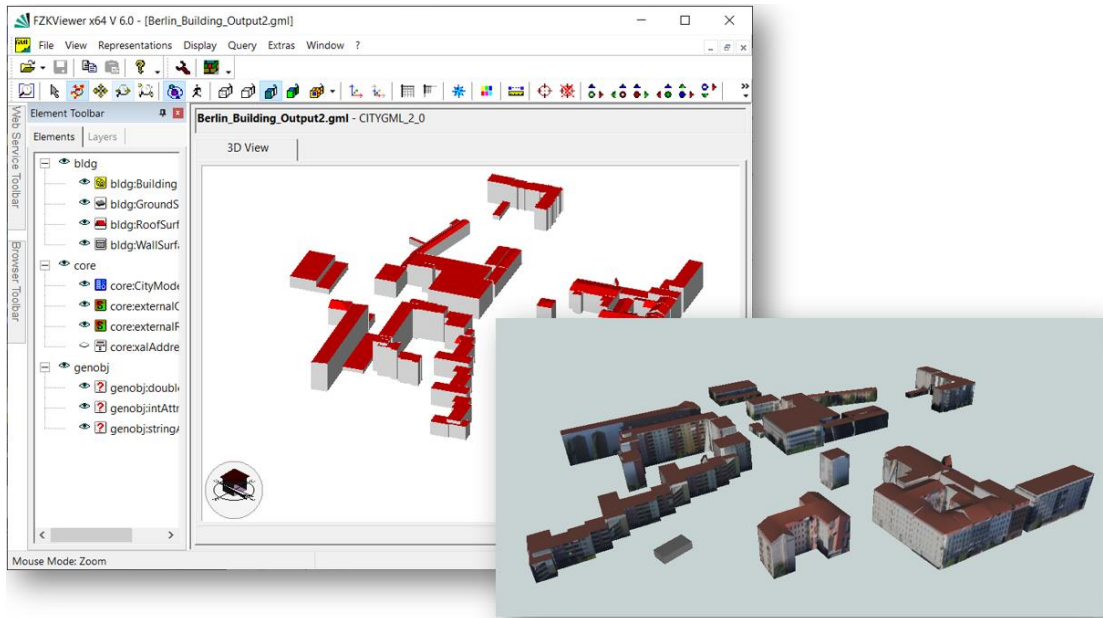 FZKViewer x64 V 6.0 - [Berlin_Building_Output2.gml]
File View Representations Display Query Extras Window ?
Element Toolbar
Elements Layers
Web Service Toolbar
Browser Toolbar
bldg
bldg:Building
bldg:GroundS
bldg:RoofSurf
bldg:WallSurf
core
core:CityMode
core:externalC
core:externalR
core:xalAddre
genobj
genobj:double
genobj:intAttr
genobj:stringA
Berlin_Building_Output2.gml - CITYGML_2_0
3D View
Mouse Mode: Zoom